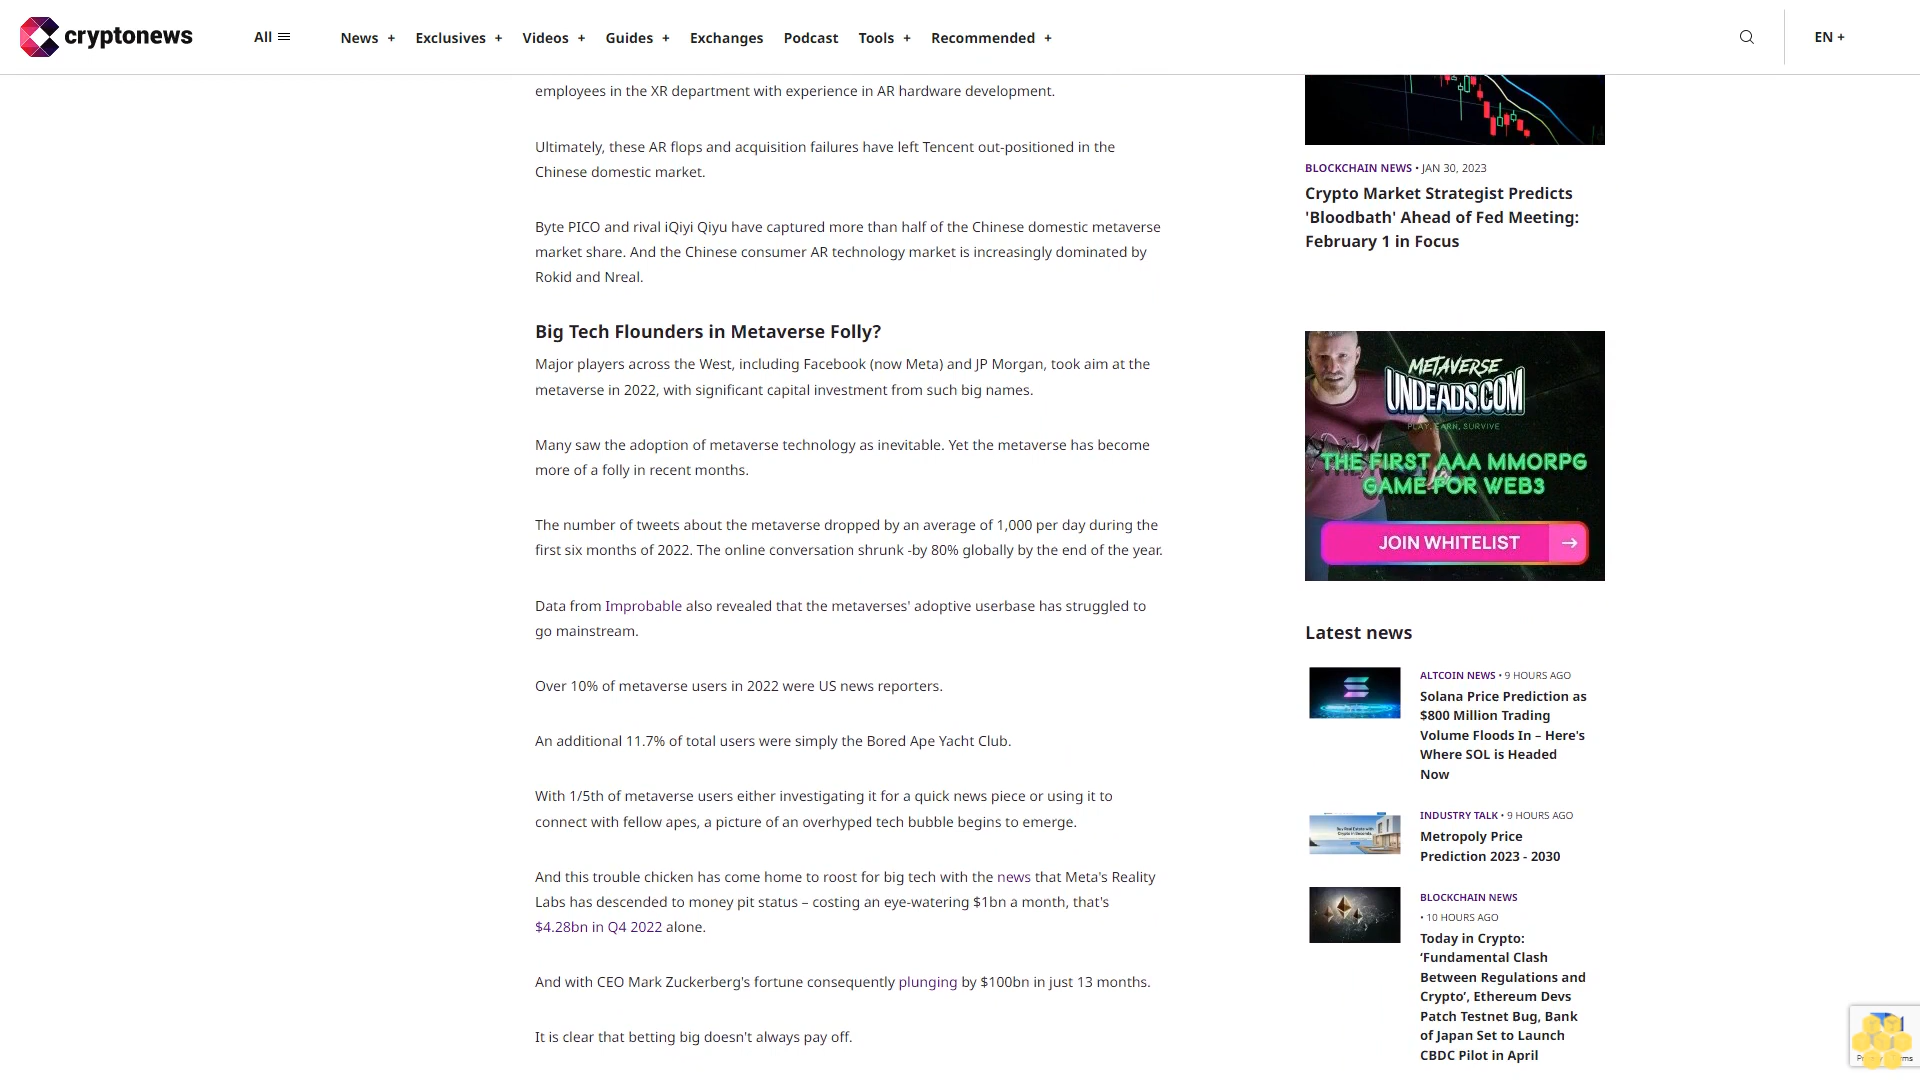 cryptonews
All
News +
Exclusives +
Videos +
Guides +
Exchanges
Podcast
Tools +
Recommended +
EN +
employees in the XR department with experience in AR hardware development.
Ultimately, these AR flops and acquisition failures have left Tencent out-positioned in the
Chinese domestic market.
Byte PICO and rival iQiyi Qiyu have captured more than half of the Chinese domestic metaverse
market share. And the Chinese consumer AR technology market is increasingly dominated by
Rokid and Nreal.
Big Tech Flounders in Metaverse Folly?
Major players across the West, including Facebook (now Meta) and JP Morgan, took aim at the
metaverse in 2022, with significant capital investment from such big names.
Many saw the adoption of metaverse technology as inevitable. Yet the metaverse has become
more of a folly in recent months.
The number of tweets about the metaverse dropped by an average of 1,000 per day during the
first six months of 2022. The online conversation shrunk -by 80% globally by the end of the year.
Data from Improbable also revealed that the metaverses' adoptive userbase has struggled to
go mainstream.
Over 10% of metaverse users in 2022 were US news reporters.
An additional 11.7% of total users were simply the Bored Ape Yacht Club.
With 1/5th of metaverse users either investigating it for a quick news piece or using it to
connect with fellow apes, a picture of an overhyped tech bubble begins to emerge.
And this trouble chicken has come home to roost for big tech with the news that Meta's Reality
Labs has descended to money pit status – costing an eye-watering $1bn a month, that's
$4.28bn in Q4 2022 alone.
And with CEO Mark Zuckerberg's fortune consequently plunging by $100bn in just 13 months.
It is clear that betting big doesn't always pay off.
BLOCKCHAIN NEWS • JAN 30, 2023
Crypto Market Strategist Predicts
'Bloodbath' Ahead of Fed Meeting:
February 1 in Focus
METAVERSE
UNDEADS.COM
PLAY, EARN, SURVIVE
THE FIRST AAA MMORPG
GAME FOR WEB3
JOIN WHITELIST →
Latest news
ALTCOIN NEWS • 9 HOURS AGO
Solana Price Prediction as
$800 Million Trading
Volume Floods In – Here's
Where SOL is Headed
Now
INDUSTRY TALK • 9 HOURS AGO
Metropoly Price
Prediction 2023 - 2030
BLOCKCHAIN NEWS
• 10 HOURS AGO
Today in Crypto:
‘Fundamental Clash
Between Regulations and
Crypto’, Ethereum Devs
Patch Testnet Bug, Bank
of Japan Set to Launch
CBDC Pilot in April